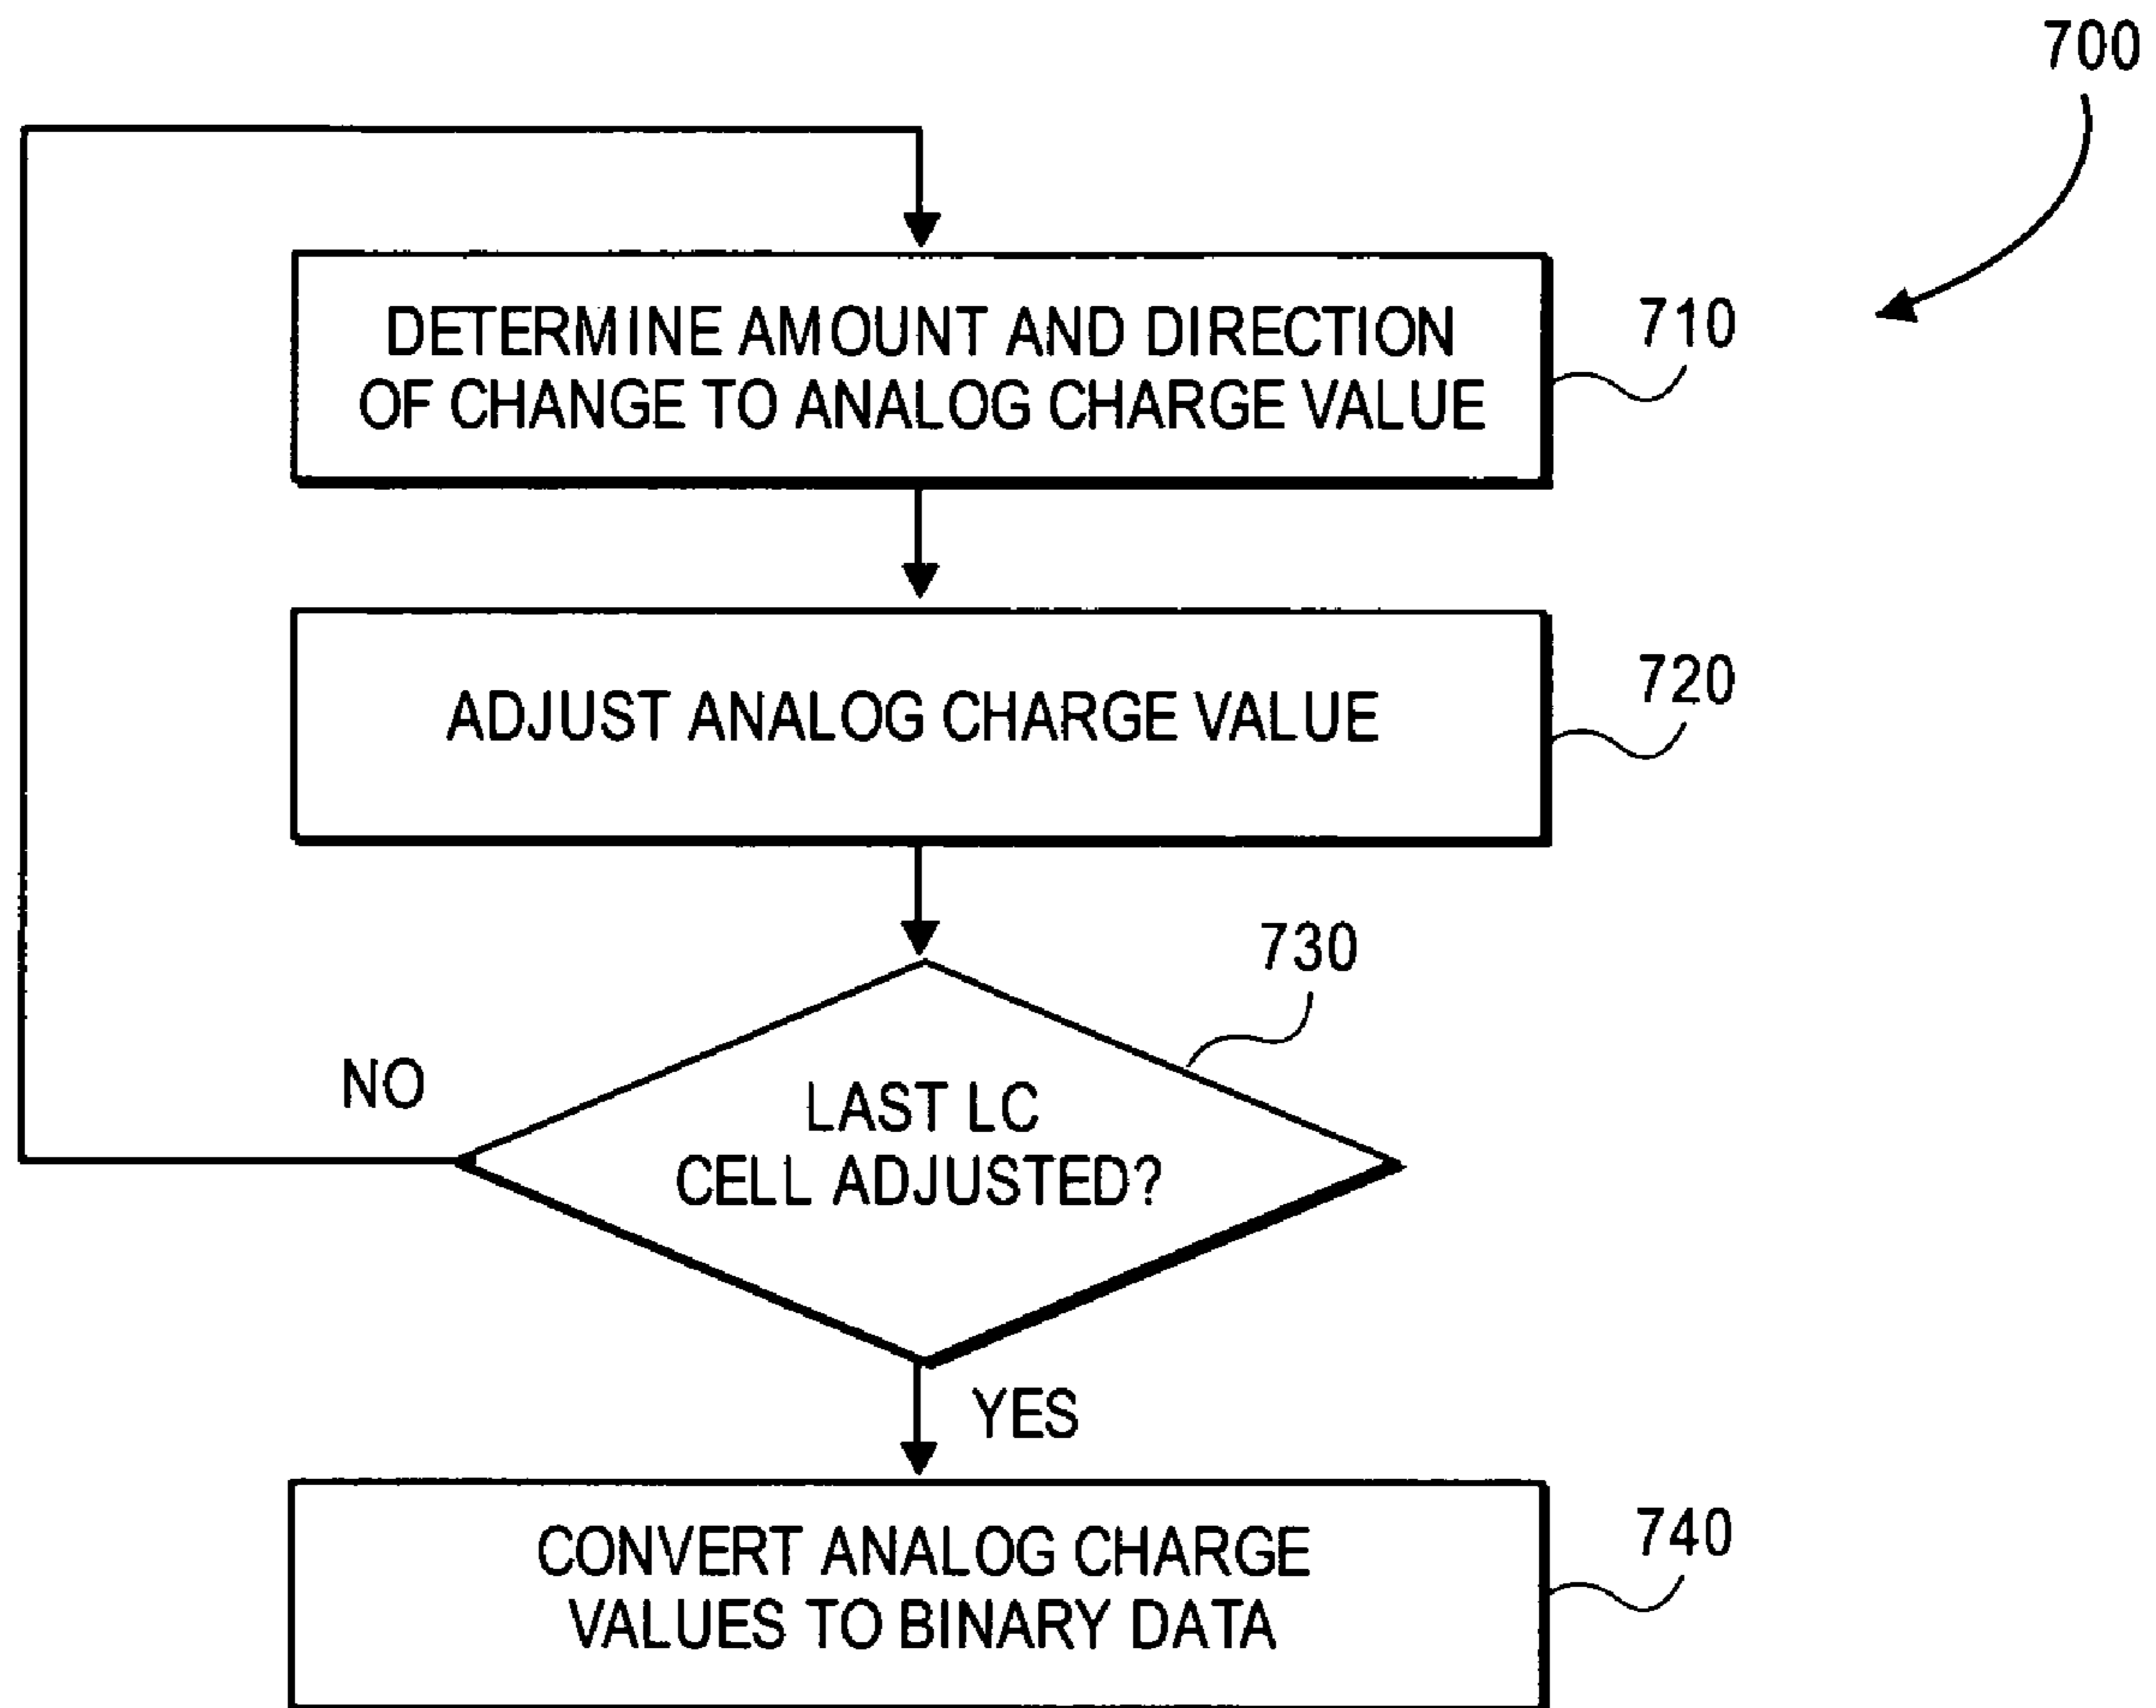 700
DETERMINE AMOUNT AND DIRECTION
OF CHANGE TO ANALOG CHARGE VALUE
710
ADJUST ANALOG CHARGE VALUE
720
730
LAST LC
CELL ADJUSTED?
NO
YES
CONVERT ANALOG CHARGE
VALUES TO BINARY DATA
740